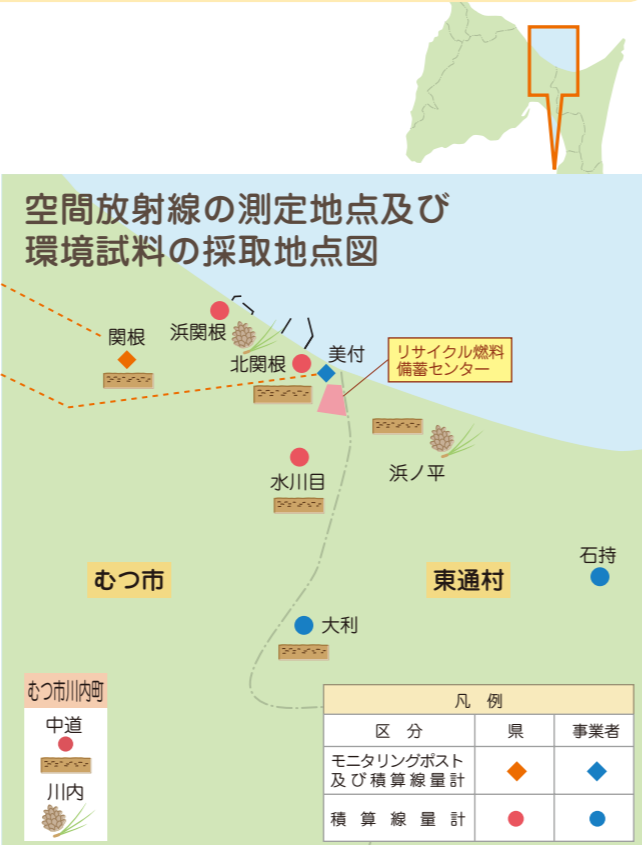 空間放射線の測定地点及び
環境試料の採取地点図
関根
浜関根
北関根
美付
リサイクル燃料
備蓄センター
水川目
浜ノ平
石持
むつ市
東通村
大利
むつ市川内町
中道
川内
凡 例
区 分 県 事業者
モニタリングポスト
及び積算線量計
積算線量計